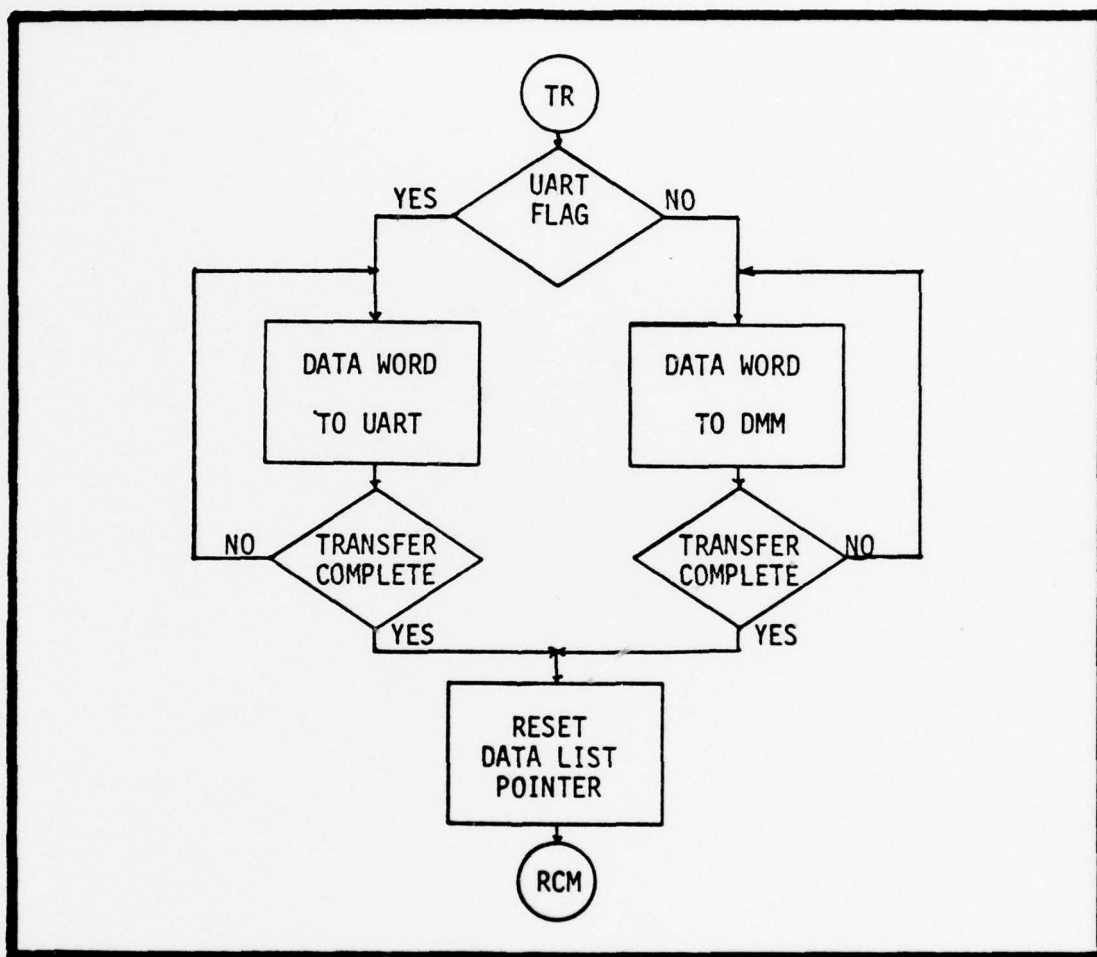 TR
UART
FLAG
YES
NO
DATA WORD
TO UART
DATA WORD
TO DMM
NO
TRANSFER
COMPLETE
TRANSFER
COMPLETE
NO
YES
YES
RESET
DATA LIST
POINTER
RCM